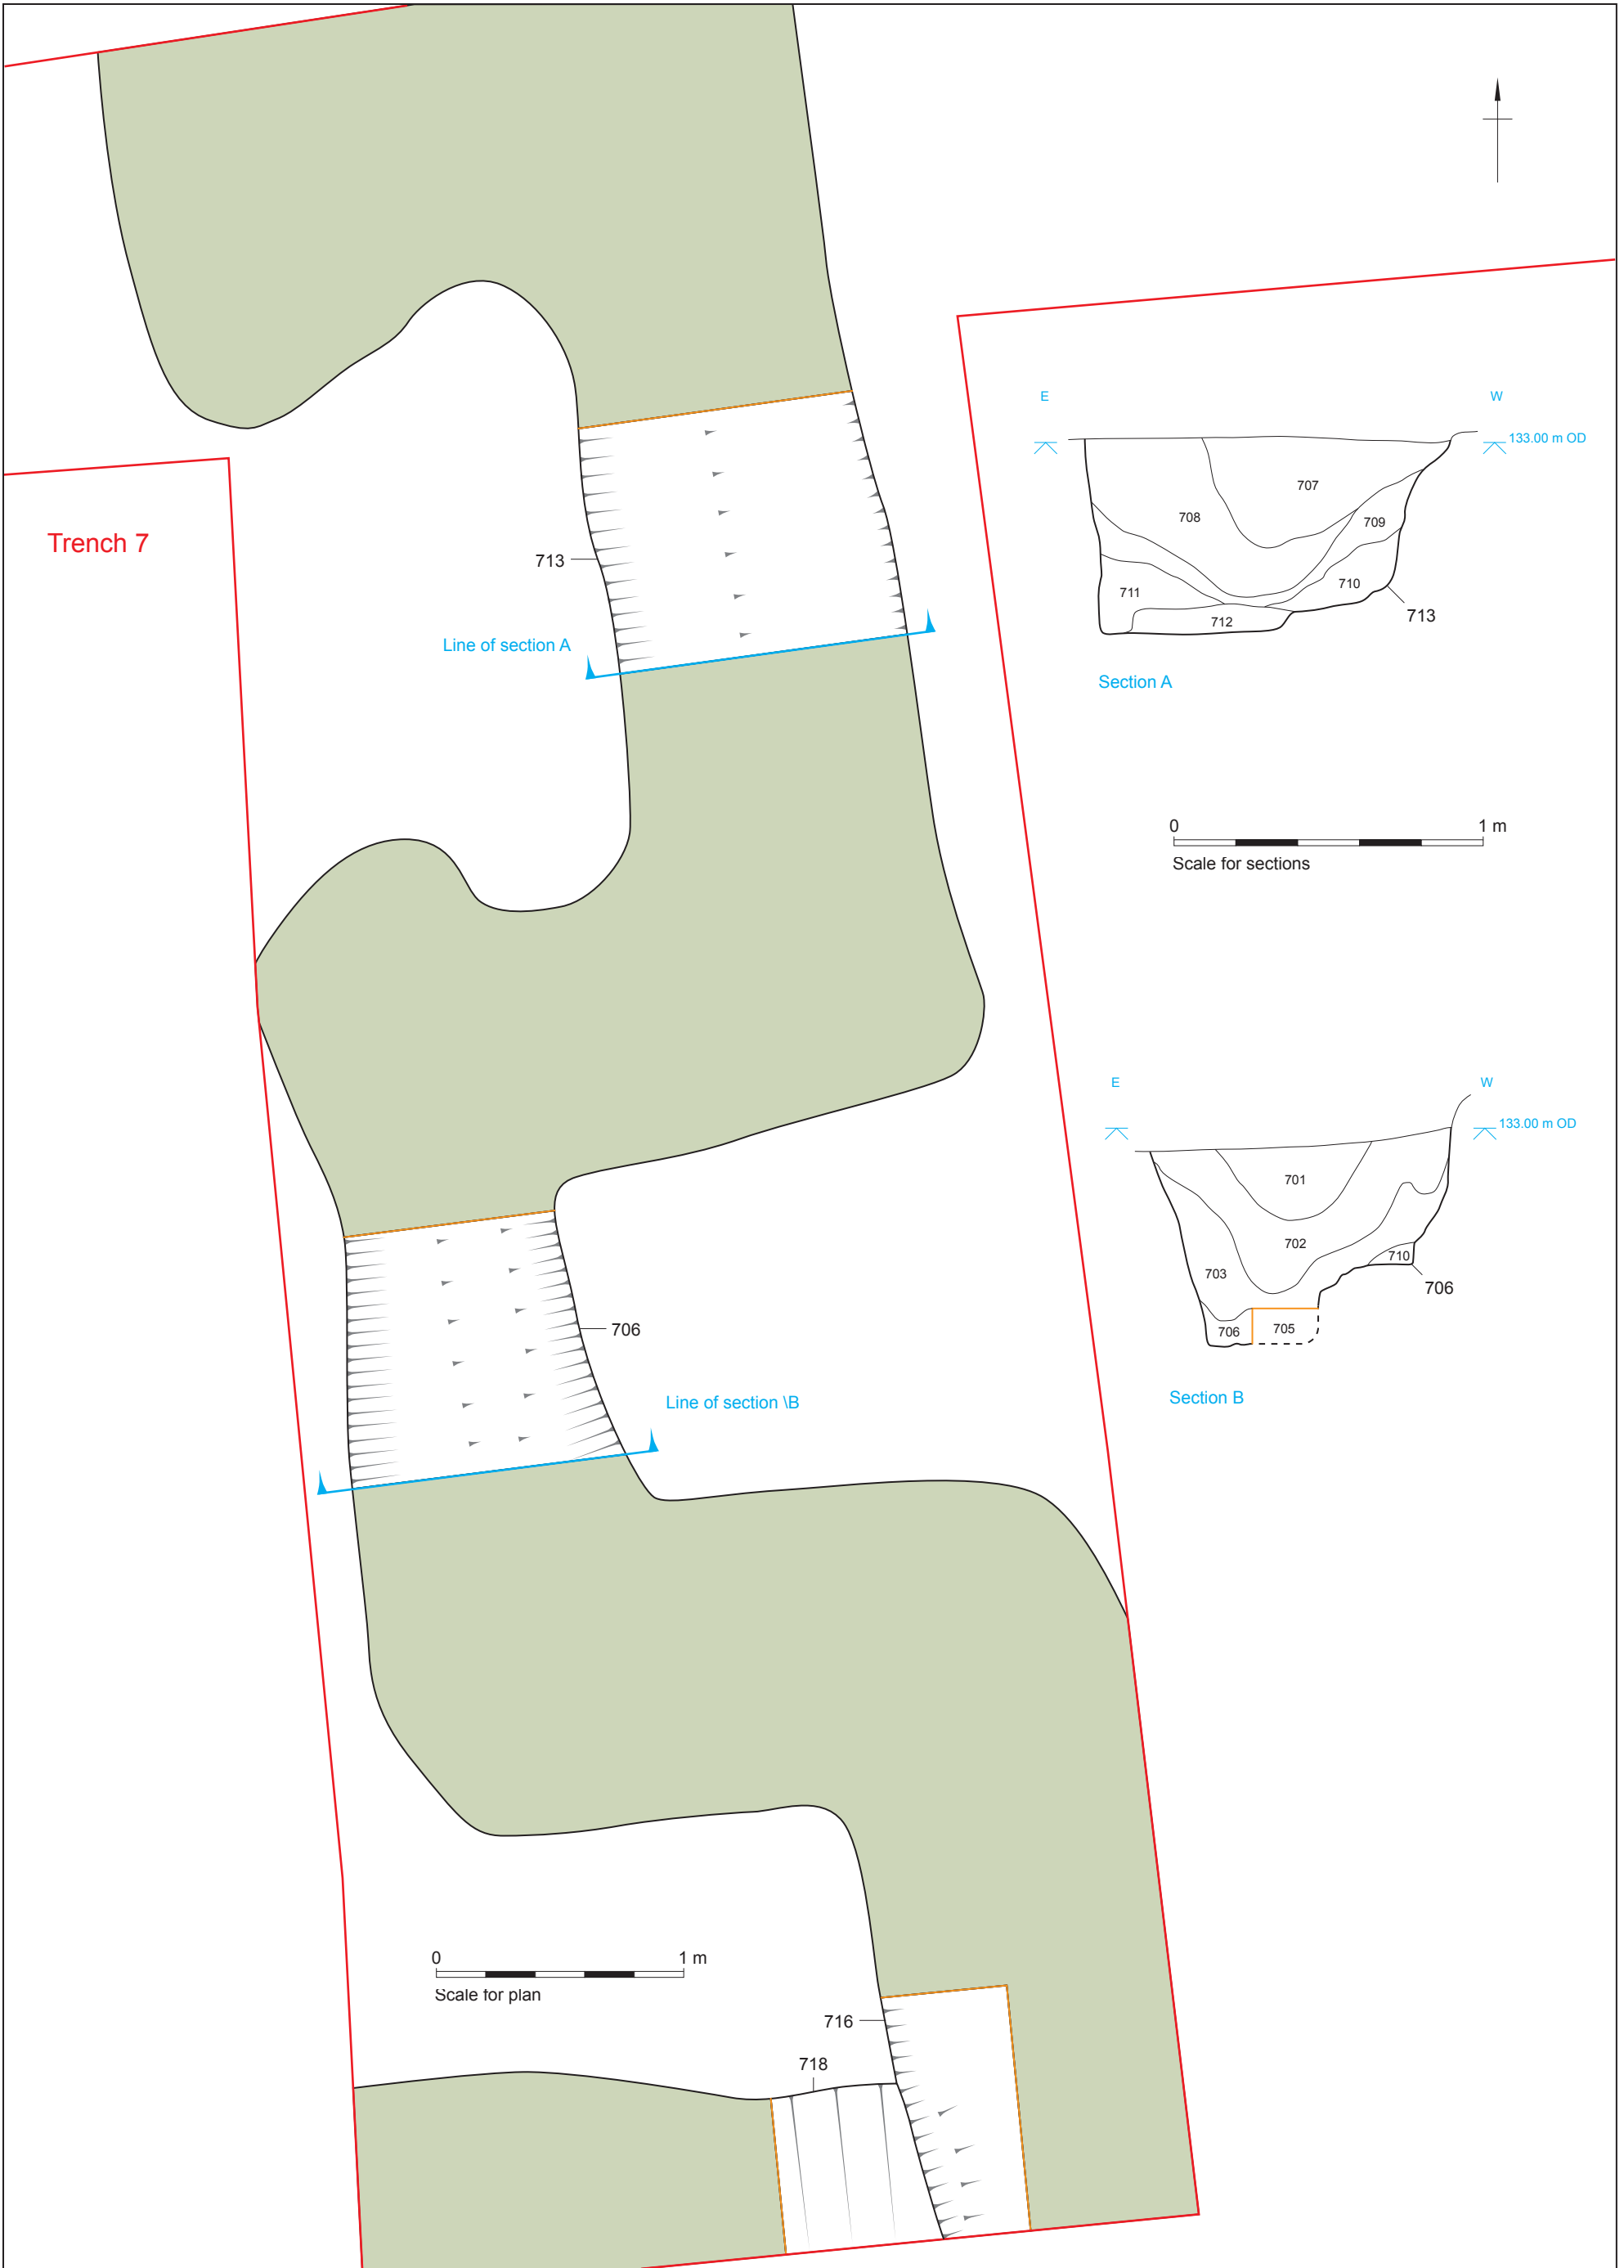 Trench 7
713
Line of section A
E
W
133.00 m OD
707
708
709
710
711
712
713
Section A
0
1 m
Scale for sections
E
W
133.00 m OD
701
702
703
710
706
706
705
Section B
706
Line of section \B
0
1 m
Scale for plan
716
718